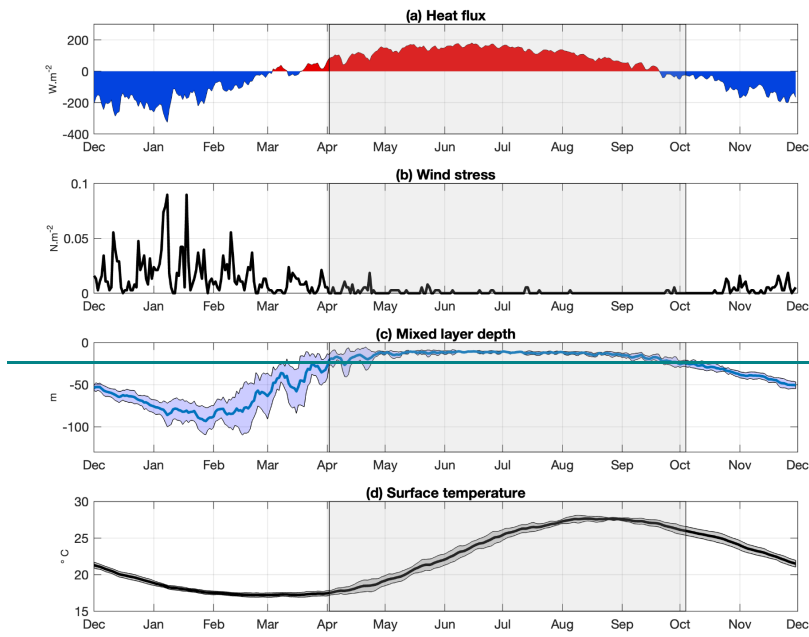 (a) Heat flux
W.m-2
200
0
-200
-400
Dec Jan Feb Mar Apr May Jun Jul Aug Sep Oct Nov Dec
(b) Wind stress
N.m-2
0.1
0.05
0
Dec Jan Feb Mar Apr May Jun Jul Aug Sep Oct Nov Dec
(c) Mixed layer depth
m
0
-50
-100
Dec Jan Feb Mar Apr May Jun Jul Aug Sep Oct Nov Dec
(d) Surface temperature
° C
30
25
20
15
Dec Jan Feb Mar Apr May Jun Jul Aug Sep Oct Nov Dec